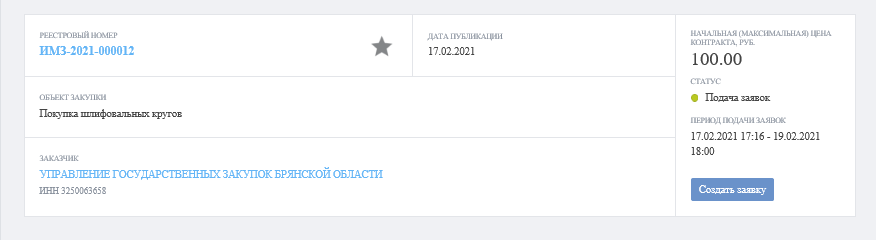 РЕЕСТРОВЫЙ НОМЕР
ИМЗ-2021-000012
ДАТА ПУБЛИКАЦИИ
17.02.2021
ОБЪЕКТ ЗАКУПКИ
Покупка шлифовальных кругов
ЗАКАЗЧИК
УПРАВЛЕНИЕ ГОСУДАРСТВЕННЫХ ЗАКУПОК БРЯНСКОЙ ОБЛАСТИ
ИНН 3250063658
НАЧАЛЬНАЯ (МАКСИМАЛЬНАЯ) ЦЕНА
КОНТРАКТА, РУБ.
100.00
СТАТУС
Подача заявок
ПЕРИОД ПОДАЧИ ЗАЯВОК
17.02.2021 17:16 - 19.02.2021
18:00
Создать заявку